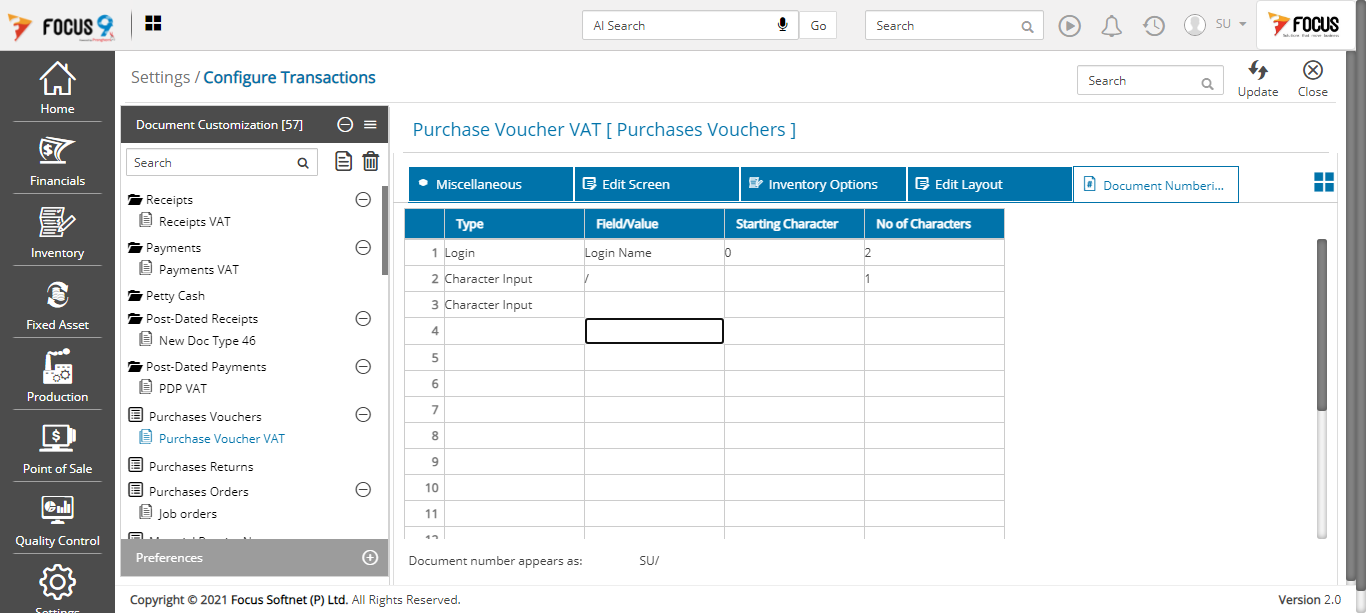 FOCUS 9
AI Search
Go
Search
SU
FOCUS
Home
Financials
Inventory
Fixed Asset
Production
Point of Sale
Quality Control
Settings
Settings / Configure Transactions
Search
Update
Close
Document Customization [57]
Search
Receipts
Receipts VAT
Payments
Payments VAT
Petty Cash
Post-Dated Receipts
New Doc Type 46
Post-Dated Payments
PDP VAT
Purchases Vouchers
Purchase Voucher VAT
Purchases Returns
Purchases Orders
Job orders
Preferences
Purchase Voucher VAT [ Purchases Vouchers ]
Miscellaneous
Edit Screen
Inventory Options
Edit Layout
Document Numberi...
Type Field/Value Starting Character No of Characters
1 Login Login Name 0 2
2 Character Input / 1
3 Character Input
4
5
6
7
8
9
10
11
12
Document number appears as: SU/
Copyright © 2021 Focus Softnet (P) Ltd. All Rights Reserved.
Version 2.0